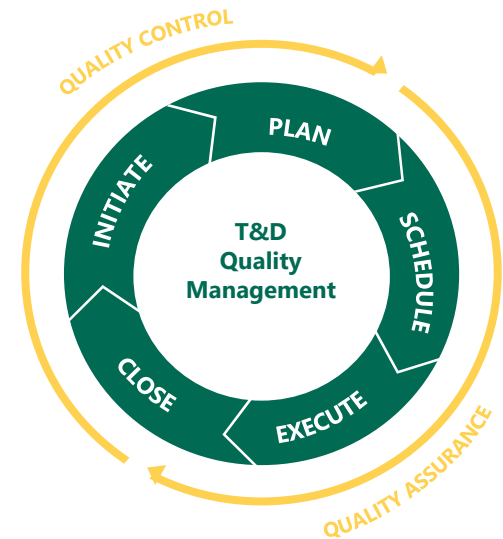 QUALITY CONTROL
INITIATE
PLAN
SCHEDULE
EXECUTE
CLOSE
T&D
Quality
Management
QUALITY ASSURANCE